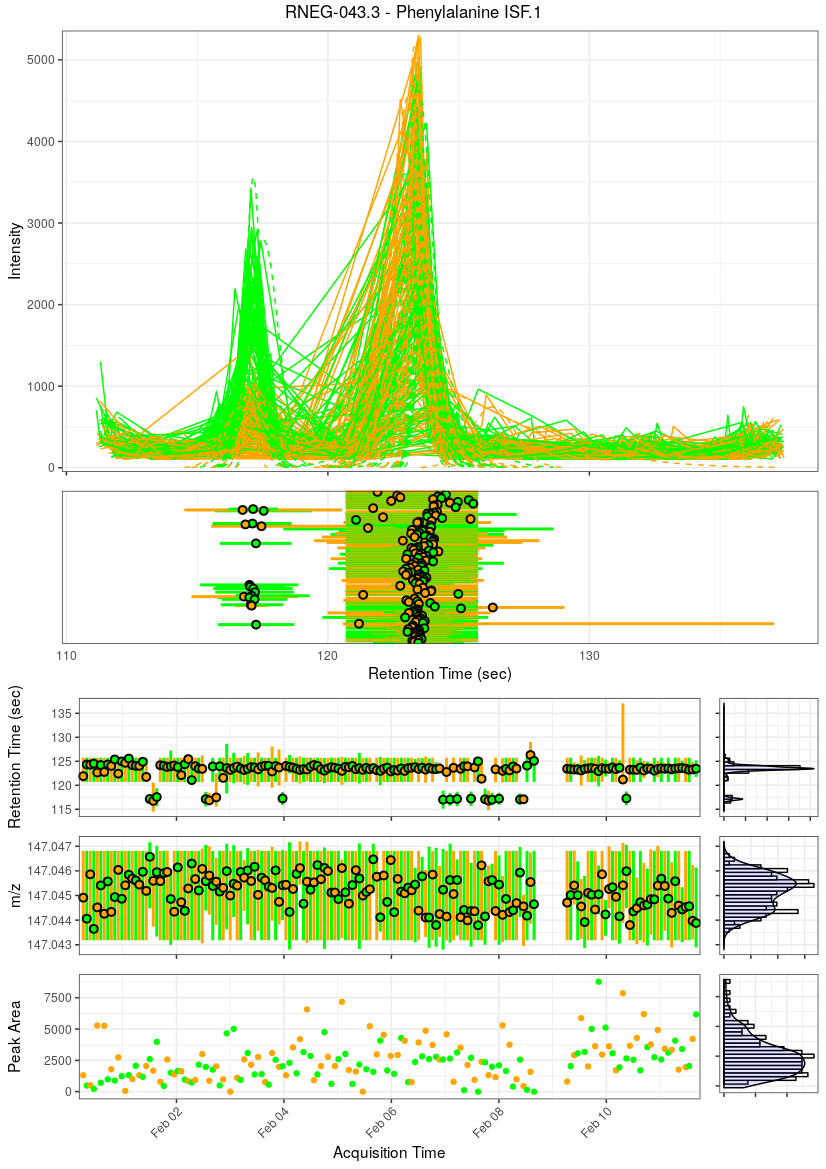 RNEG-043.3 - Phenylalanine ISF.1
Intensity
5000
4000
3000
2000
1000
0
110
120
130
Retention Time (sec)
Retention Time (sec)
135
130
125
120
115
m/z
147.047
147.046
147.045
147.044
147.043
Peak Area
7500
5000
2500
0
Feb 02
Feb 04
Feb 06
Feb 08
Feb 10
Acquisition Time